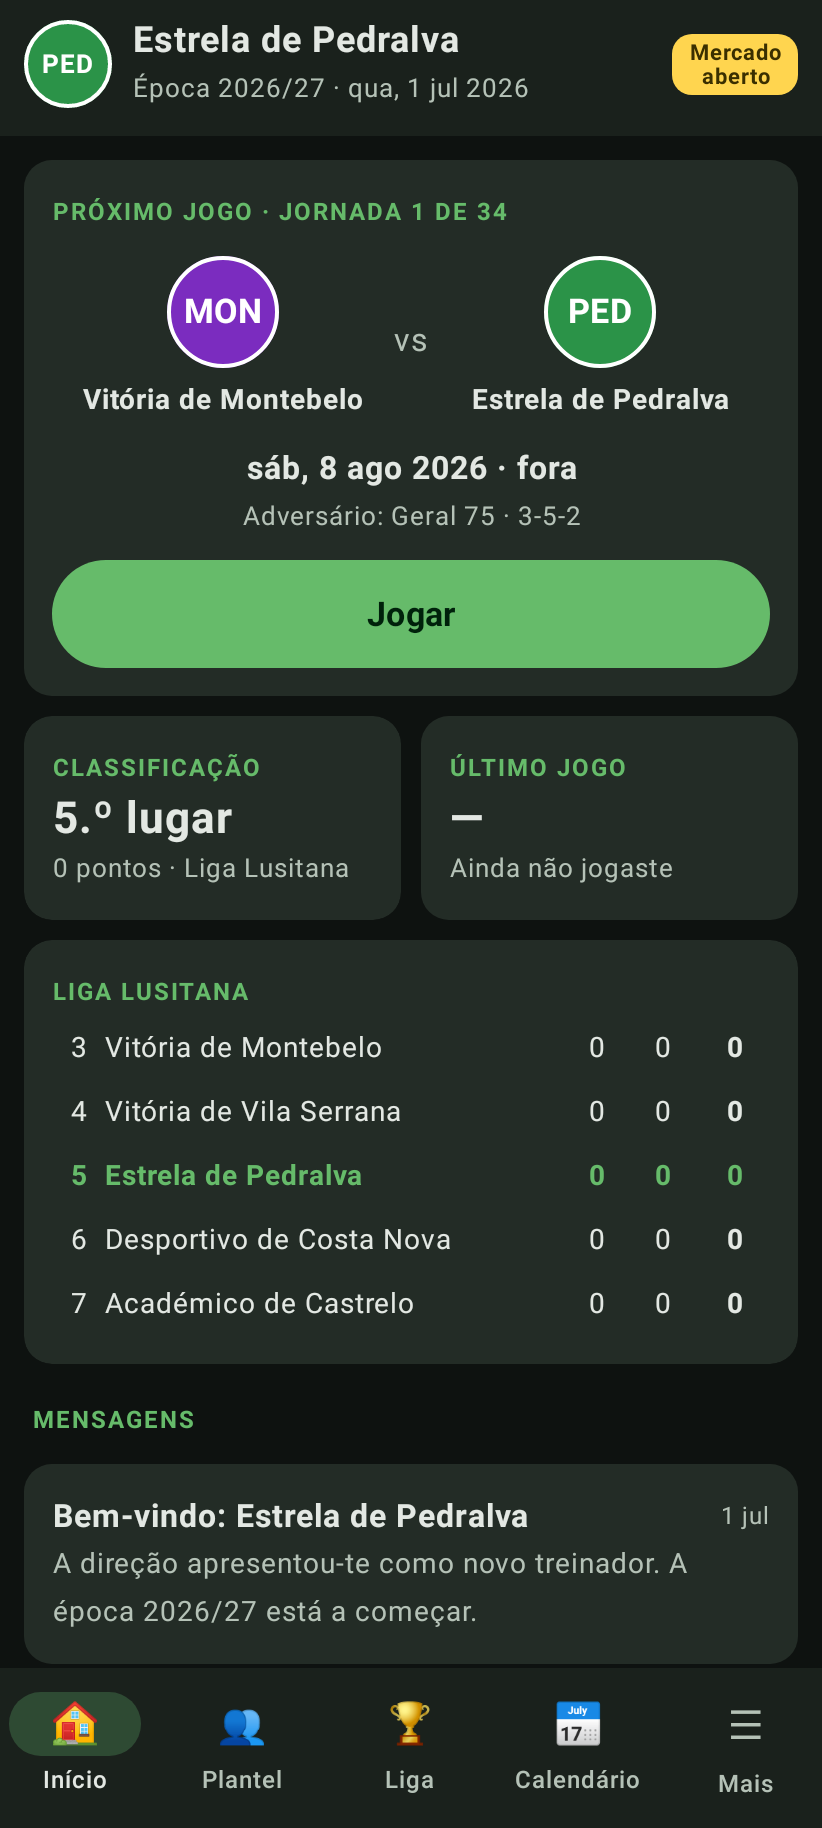 PED
Estrela de Pedralva
Época 2026/27 · qua, 1 jul 2026
Mercado
aberto
PRÓXIMO JOGO · JORNADA 1 DE 34
MON
vs
PED
Vitória de Montebelo
Estrela de Pedralva
sáb, 8 ago 2026 · fora
Adversário: Geral 75 · 3-5-2
Jogar
CLASSIFICAÇÃO
5.º lugar
0 pontos · Liga Lusitana
ÚLTIMO JOGO
—
Ainda não jogaste
LIGA LUSITANA
3 Vitória de Montebelo 0 0 0
4 Vitória de Vila Serrana 0 0 0
5 Estrela de Pedralva 0 0 0
6 Desportivo de Costa Nova 0 0 0
7 Académico de Castrelo 0 0 0
MENSAGENS
Bem-vindo: Estrela de Pedralva 1 jul
A direção apresentou-te como novo treinador. A
época 2026/27 está a começar.
July
17
Início
Plantel
Liga
Calendário
Mais